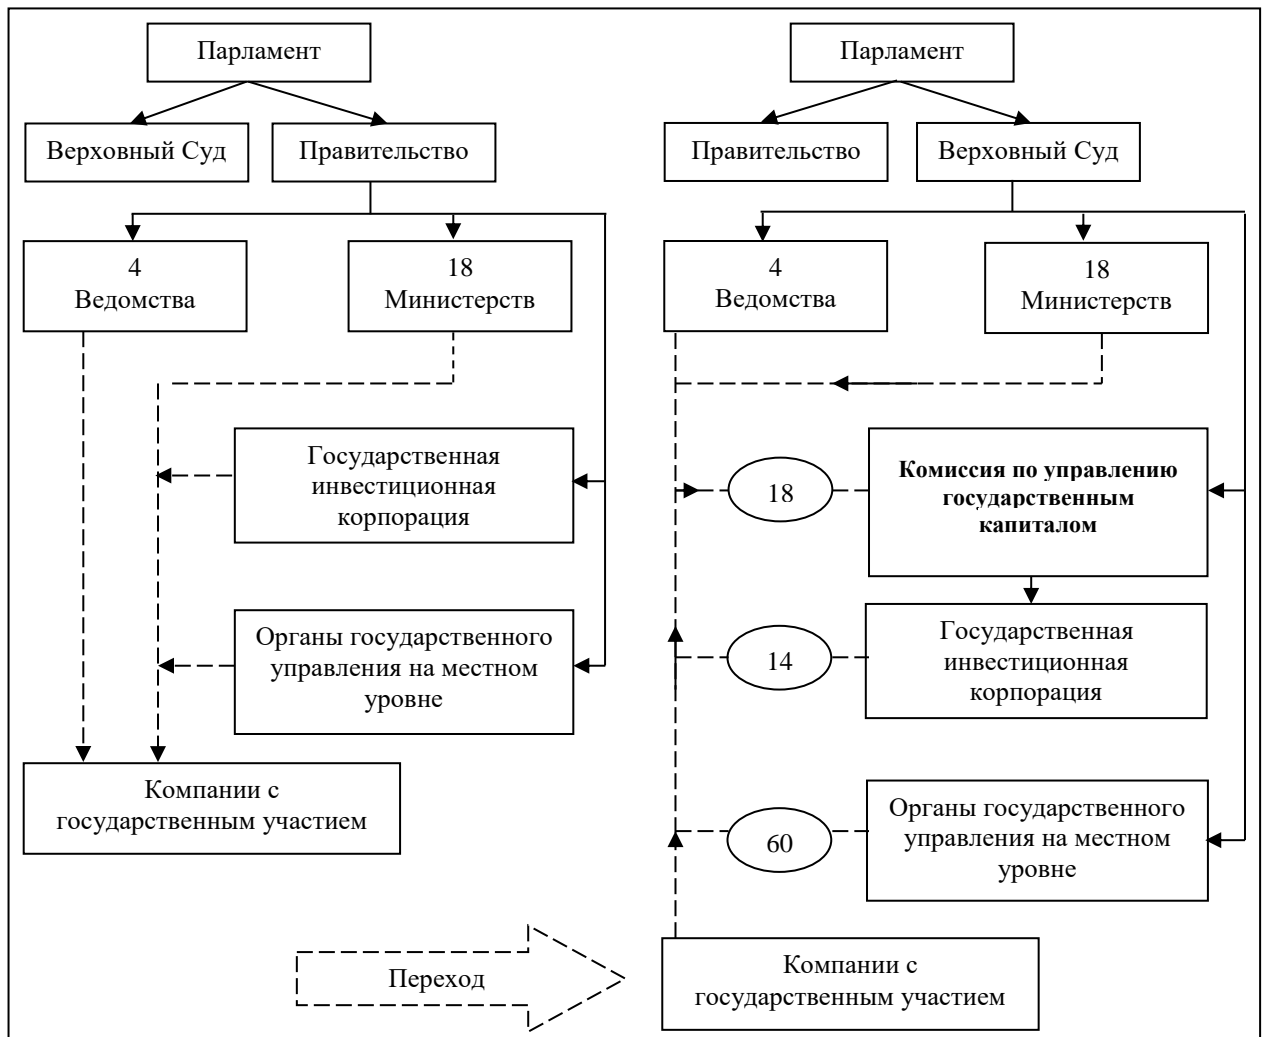 Парламент
Верховный Суд
Правительство
4
Ведомства
18
Министерств
Государственная
инвестиционная
корпорация
Органы государственного
управления на местном
уровне
Компании с
государственным участием
Переход
Парламент
Правительство
Верховный Суд
4
Ведомства
18
Министерств
18
Комиссия по управлению
государственным
капиталом
14
Государственная
инвестиционная
корпорация
60
Органы государственного
управления на местном
уровне
Компании с
государственным участием